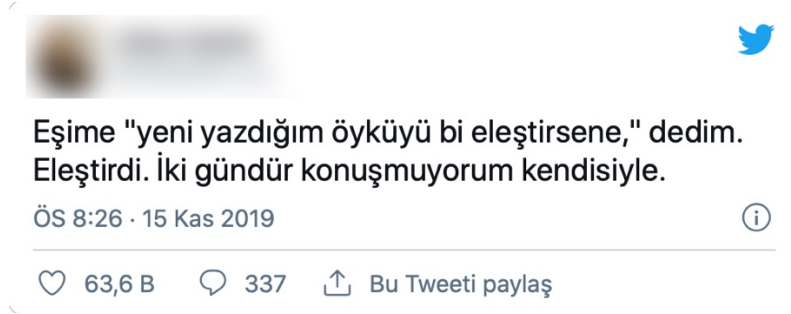 Eşime "yeni yazdığım öyküyü bi eleştirsene," dedim.
Eleştirdi. İki gündür konuşmuyorum kendisiyle.
ÖS 8:26 · 15 Kas 2019
63,6 B 337 Bu Tweeti paylaş